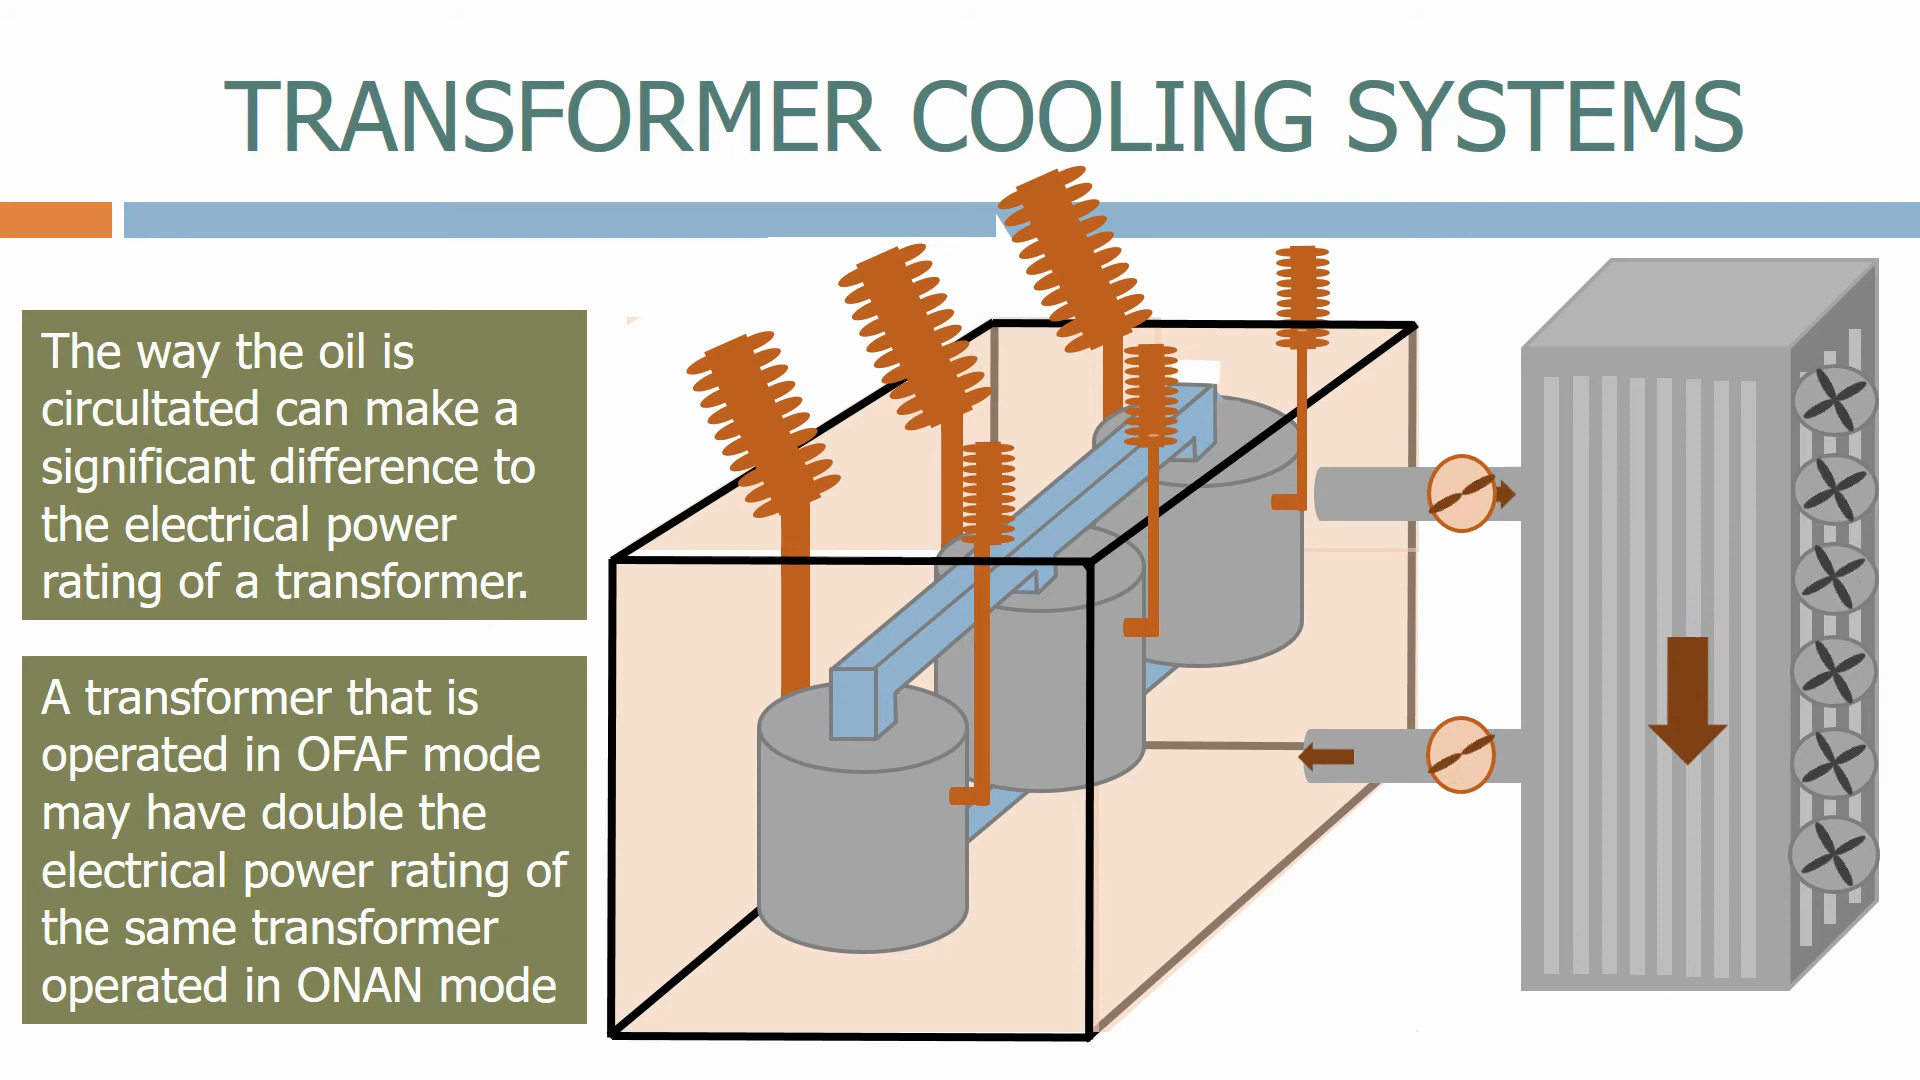 TRANSFORMER COOLING SYSTEMS
The way the oil is
circultated can make a
significant difference to
the electrical power
rating of a transformer.
A transformer that is
operated in OFAF mode
may have double the
electrical power rating of
the same transformer
operated in ONAN mode